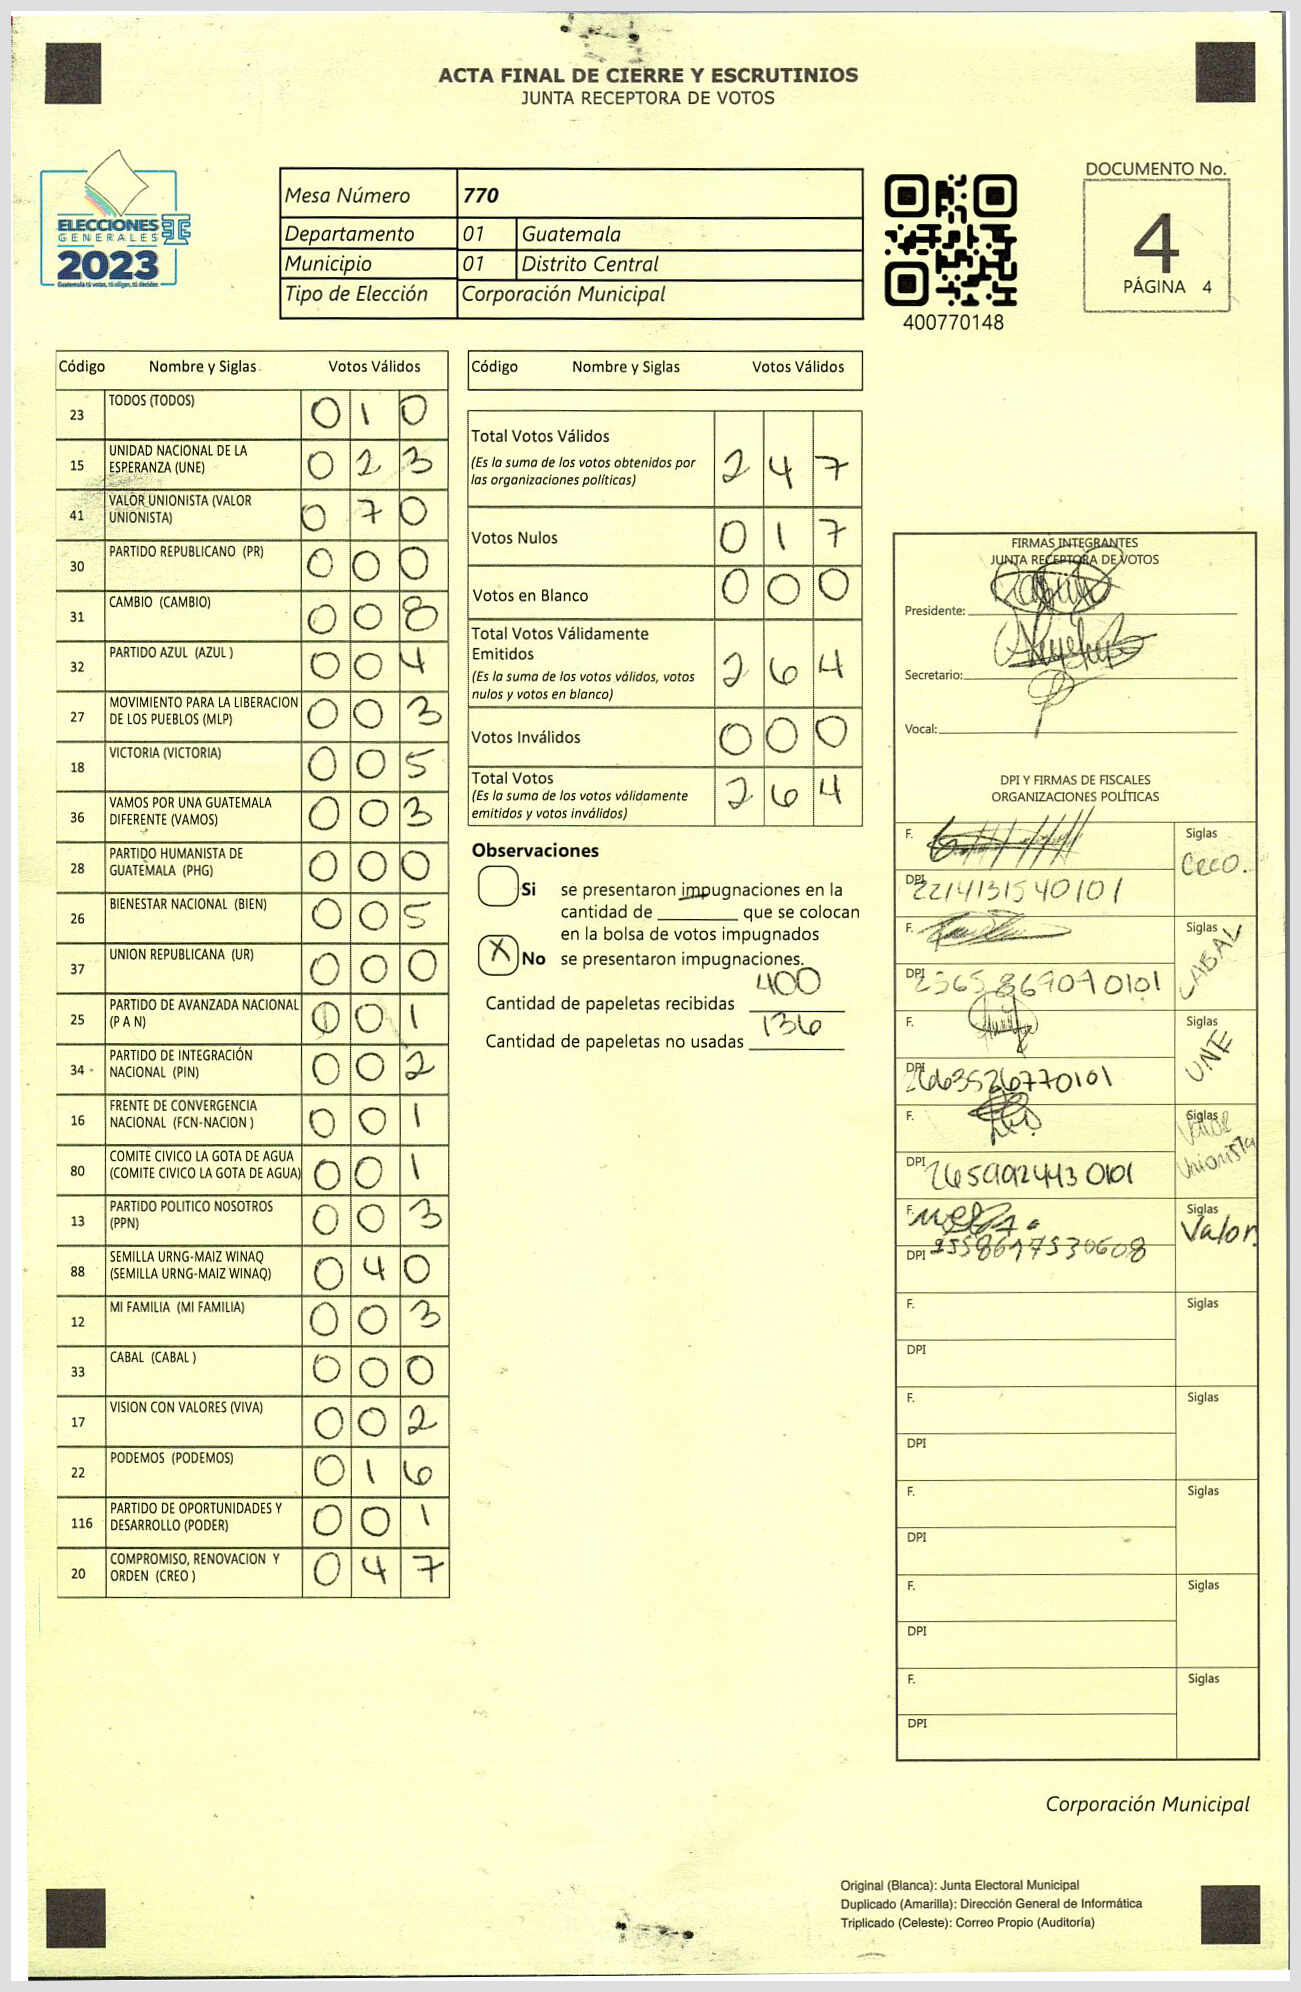 ACTA FINAL DE CIERRE Y ESCRUTINIOS
JUNTA RECEPTORA DE VOTOS
ELECCIONES
GENERALES
2023
Guatemala tú votas, tú eliges, tú decides
Mesa Número 770
Departamento 01 Guatemala
Municipio 01 Distrito Central
Tipo de Elección Corporación Municipal
400770148
DOCUMENTO No.
4
PÁGINA 4
Código Nombre y Siglas Votos Válidos
23 TODOS (TODOS) 0 1 0
15 UNIDAD NACIONAL DE LA
ESPERANZA (UNE) 0 2 3
41 VALOR UNIONISTA (VALOR
UNIONISTA) 0 7 0
30 PARTIDO REPUBLICANO (PR) 0 0 0
31 CAMBIO (CAMBIO) 0 0 8
32 PARTIDO AZUL (AZUL ) 0 0 4
27 MOVIMIENTO PARA LA LIBERACION
DE LOS PUEBLOS (MLP) 0 0 3
18 VICTORIA (VICTORIA) 0 0 5
36 VAMOS POR UNA GUATEMALA
DIFERENTE (VAMOS) 0 0 3
28 PARTIDO HUMANISTA DE
GUATEMALA (PHG) 0 0 0
26 BIENESTAR NACIONAL (BIEN) 0 0 5
37 UNION REPUBLICANA (UR) 0 0 0
25 PARTIDO DE AVANZADA NACIONAL
(P A N) 0 0 1
34 PARTIDO DE INTEGRACIÓN
NACIONAL (PIN) 0 0 2
16 FRENTE DE CONVERGENCIA
NACIONAL (FCN-NACION ) 0 0 1
80 COMITE CIVICO LA GOTA DE AGUA
(COMITE CIVICO LA GOTA DE AGUA) 0 0 1
13 PARTIDO POLITICO NOSOTROS
(PPN) 0 0 3
88 SEMILLA URNG-MAIZ WINAQ
(SEMILLA URNG-MAIZ WINAQ) 0 4 0
12 MI FAMILIA (MI FAMILIA) 0 0 3
33 CABAL (CABAL ) 0 0 0
17 VISION CON VALORES (VIVA) 0 0 2
22 PODEMOS (PODEMOS) 0 1 6
116 PARTIDO DE OPORTUNIDADES Y
DESARROLLO (PODER) 0 0 1
20 COMPROMISO, RENOVACION Y
ORDEN (CREO ) 0 4 7
Código Nombre y Siglas Votos Válidos
Total Votos Válidos 2 4 7
(Es la suma de los votos obtenidos por
las organizaciones políticas)
Votos Nulos 0 1 7
Votos en Blanco 0 0 0
Total Votos Válidamente
Emitidos 2 6 4
(Es la suma de los votos válidos, votos
nulos y votos en blanco)
Votos Inválidos 0 0 0
Total Votos 2 6 4
(Es la suma de los votos válidamente
emitidos y votos inválidos)
Observaciones
Si se presentaron impugnaciones en la
cantidad de ________ que se colocan
en la bolsa de votos impugnados
X No se presentaron impugnaciones.
Cantidad de papeletas recibidas 400
Cantidad de papeletas no usadas 136
FIRMAS INTEGRANTES
JUNTA RECEPTORA DE VOTOS
Presidente:
Secretario:
Vocal:
DPI Y FIRMAS DE FISCALES
ORGANIZACIONES POLÍTICAS
F. Siglas
Creo.
DPI 2214131540101
F. Siglas
CABAL
DPI
F. Siglas
UNE
DPI 2663526770101
F. Siglas
Valor
Unionista
DPI
F. Siglas
Valor
DPI
F. Siglas
DPI
F. Siglas
DPI
F. Siglas
DPI
F. Siglas
DPI
F. Siglas
DPI
Corporación Municipal
Original (Blanca): Junta Electoral Municipal
Duplicado (Amarilla): Dirección General de Informática
Triplicado (Celeste): Correo Propio (Auditoría)